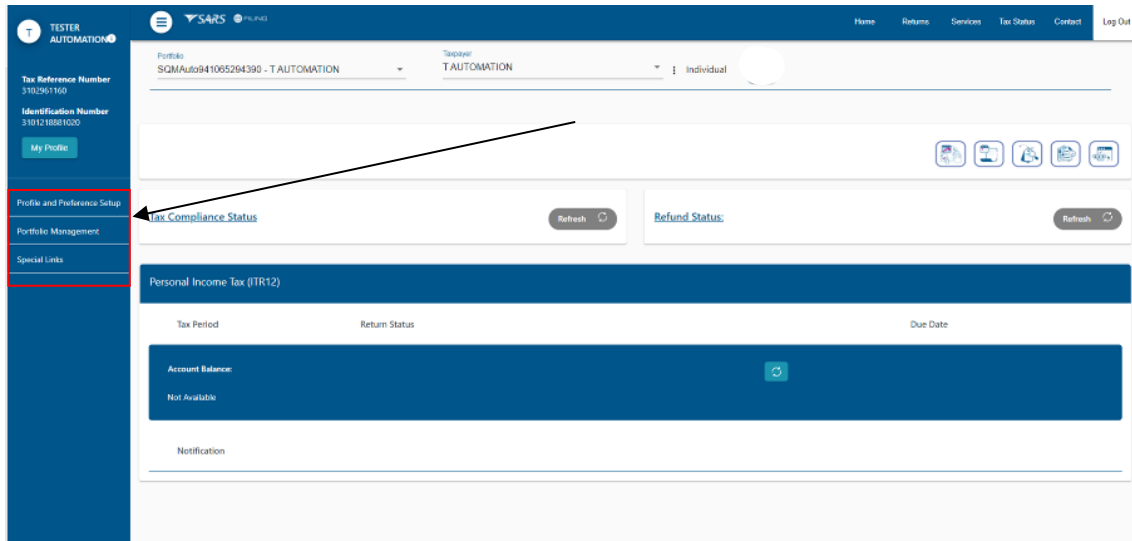 T
TESTER
AUTOMATION
SARS eFILING
Home
Returns
Services
Tax Status
Contact
Log Out
Tax Reference Number
3102961160
Identification Number
3101218881020
My Profile
Profile and Preference Setup
Portfolio Management
Special Links
Portfolio
SQMAuto941065294390 - T AUTOMATION
Taxpayer
T AUTOMATION
Individual
Tax Compliance Status
Refresh
Refund Status:
Refresh
Personal Income Tax (ITR12)
Tax Period
Return Status
Due Date
Account Balance:
Not Available
Notification